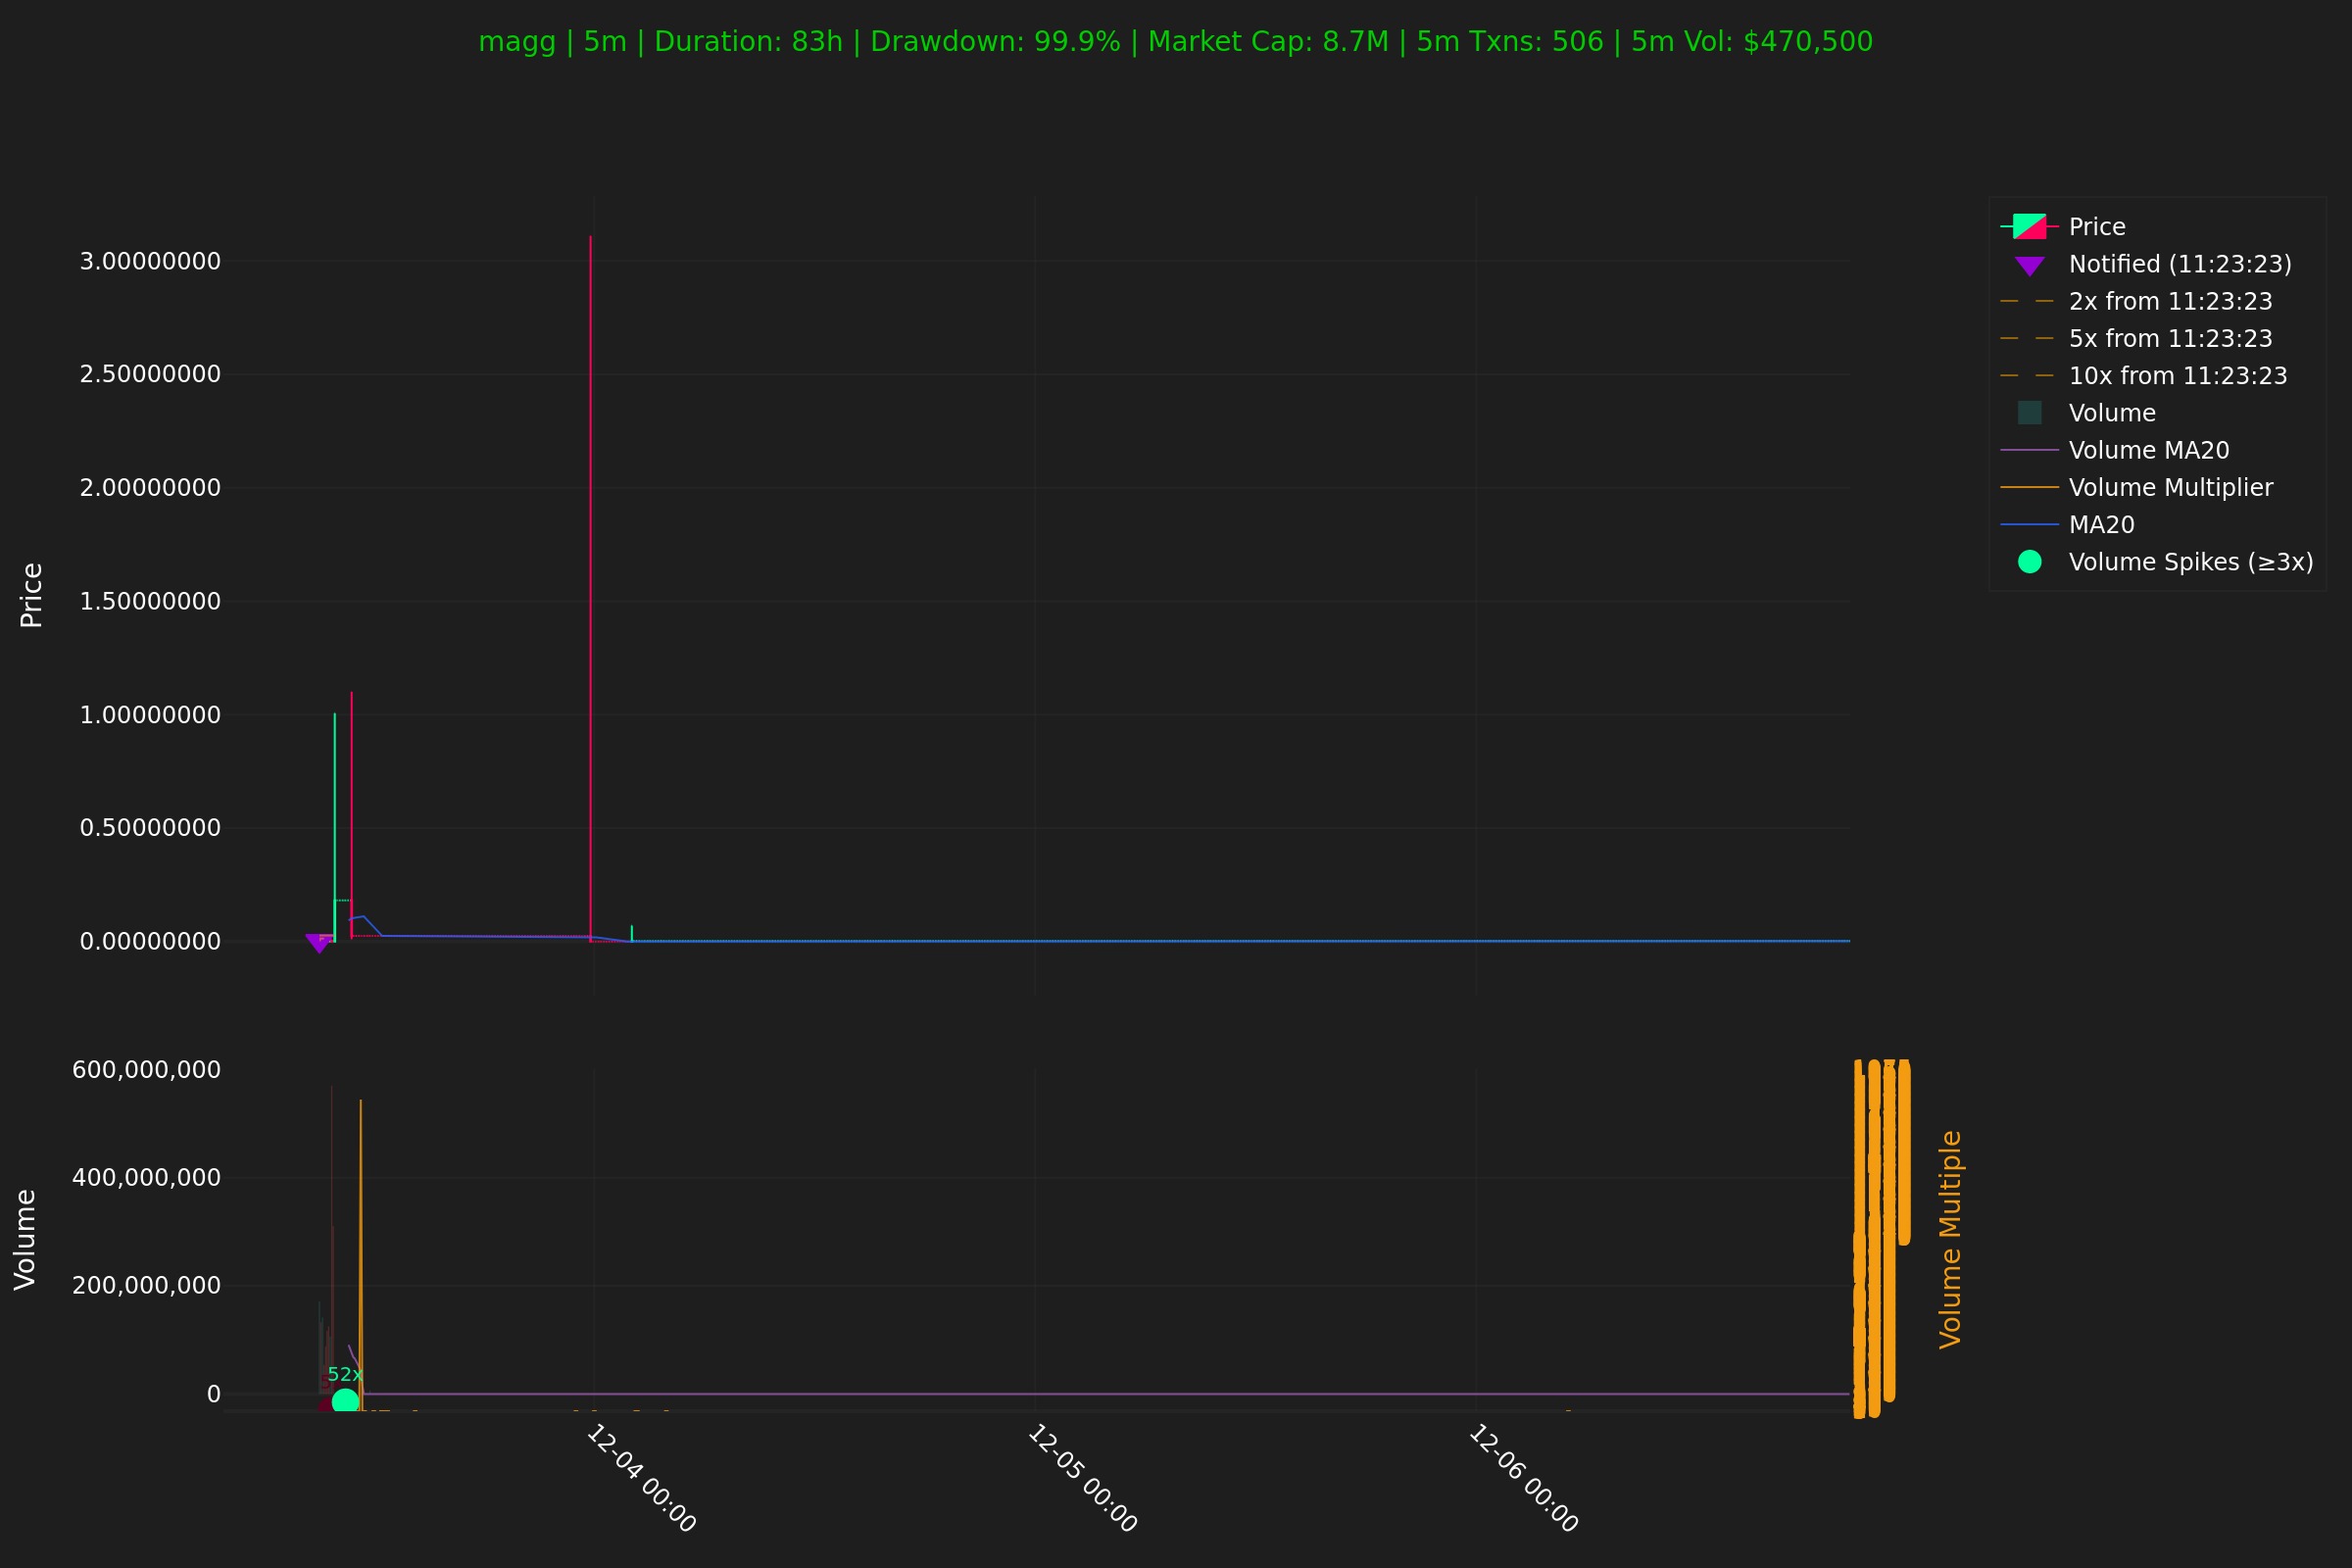 magg | 5m | Duration: 83h | Drawdown: 99.9% | Market Cap: 8.7M | 5m Txns: 506 | 5m Vol: $470,500
Price
3.00000000
2.50000000
2.00000000
1.50000000
1.00000000
0.50000000
0.00000000
Price
Notified (11:23:23)
2x from 11:23:23
5x from 11:23:23
10x from 11:23:23
Volume
Volume MA20
Volume Multiplier
MA20
Volume Spikes (≥3x)
Volume
600,000,000
400,000,000
200,000,000
0
52x
Volume Multiple
12-04 00:00
12-05 00:00
12-06 00:00